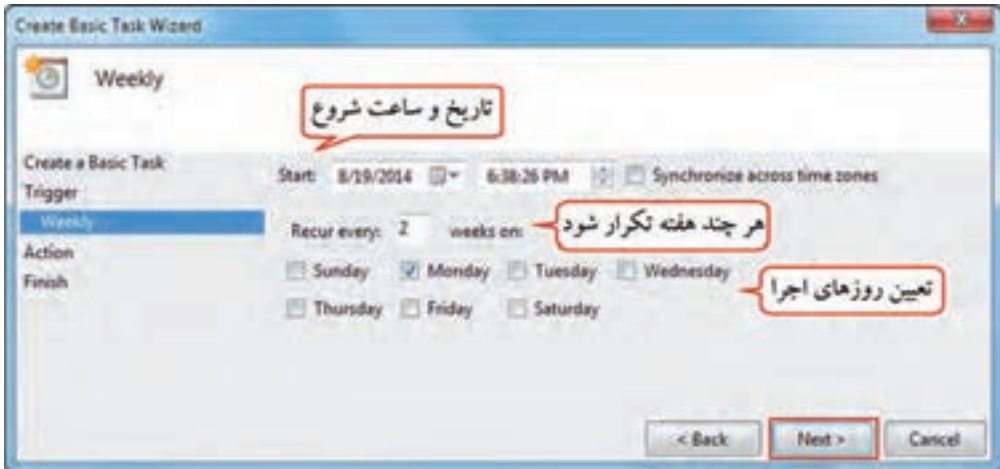 Create Basic Task Wizard
Weekly
تاریخ و ساعت شروع
Create a Basic Task
Trigger
Weekly
Action
Finish
Start: 8/19/2014 6:38:26 PM Synchronize across time zones
Recur every: 2 weeks on:
هر چند هفته تکرار شود
Sunday Monday Tuesday Wednesday
Thursday Friday Saturday
تعیین روزهای اجرا
< Back Next > Cancel